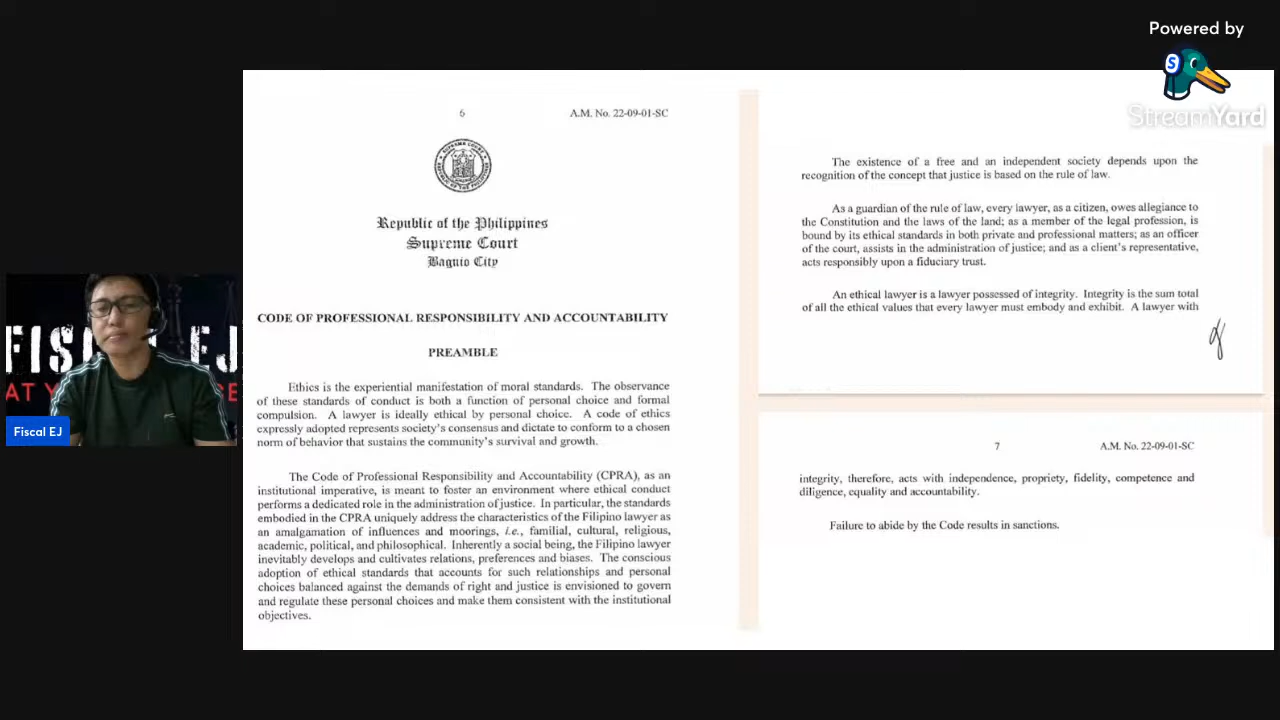 Powered by
StreamYard
6 A.M. No. 22-09-01-SC
Republic of the Philippines
Supreme Court
Baguio City
CODE OF PROFESSIONAL RESPONSIBILITY AND ACCOUNTABILITY
PREAMBLE
Ethics is the experiential manifestation of moral standards. The observance
of these standards of conduct is both a function of personal choice and formal
compulsion. A lawyer is ideally ethical by personal choice. A code of ethics
expressly adopted represents society's consensus and dictate to conform to a chosen
norm of behavior that sustains the community's survival and growth.
The Code of Professional Responsibility and Accountability (CPRA), as an
institutional imperative, is meant to foster an environment where ethical conduct
performs a dedicated role in the administration of justice. In particular, the standards
embodied in the CPRA uniquely address the characteristics of the Filipino lawyer as
an amalgamation of influences and moorings, i.e., familial, cultural, religious,
academic, political, and philosophical. Inherently a social being, the Filipino lawyer
inevitably develops and cultivates relations, preferences and biases. The conscious
adoption of ethical standards that accounts for such relationships and personal
choices balanced against the demands of right and justice is envisioned to govern
and regulate these personal choices and make them consistent with the institutional
objectives.
The existence of a free and an independent society depends upon the
recognition of the concept that justice is based on the rule of law.
As a guardian of the rule of law, every lawyer, as a citizen, owes allegiance to
the Constitution and the laws of the land; as a member of the legal profession, is
bound by its ethical standards in both private and professional matters; as an officer
of the court, assists in the administration of justice; and as a client's representative,
acts responsibly upon a fiduciary trust.
An ethical lawyer is a lawyer possessed of integrity. Integrity is the sum total
of all the ethical values that every lawyer must embody and exhibit. A lawyer with
7 A.M. No. 22-09-01-SC
integrity, therefore, acts with independence, propriety, fidelity, competence and
diligence, equality and accountability.
Failure to abide by the Code results in sanctions.
EJ
AT
Fiscal EJ